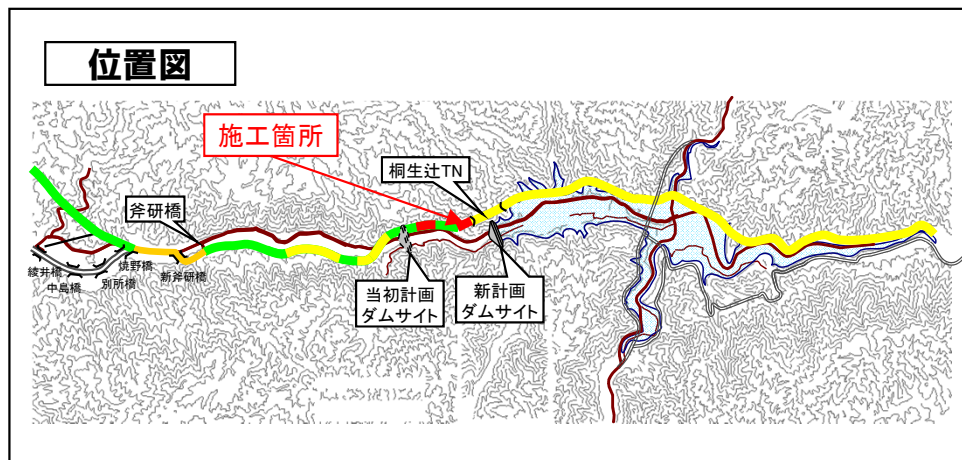 位置図
施工箇所
桐生辻TN
斧研橋
綾井橋
中島橋
別所橋
焼野橋
新斧研橋
当初計画
ダムサイト
新計画
ダムサイト